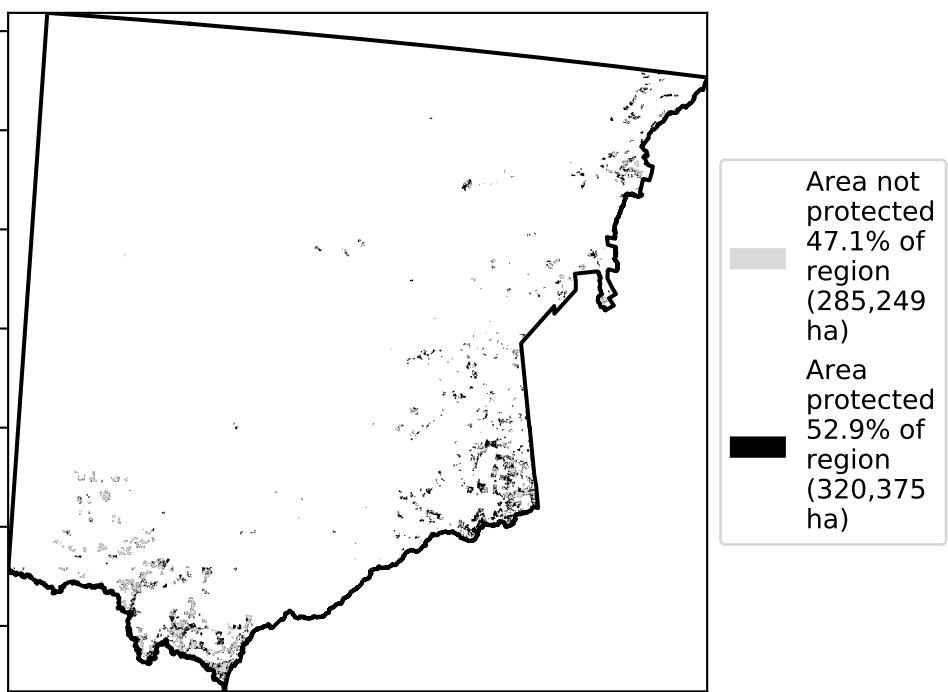 Area not
protected
47.1% of
region
(285,249
ha)
Area
protected
52.9% of
region
(320,375
ha)